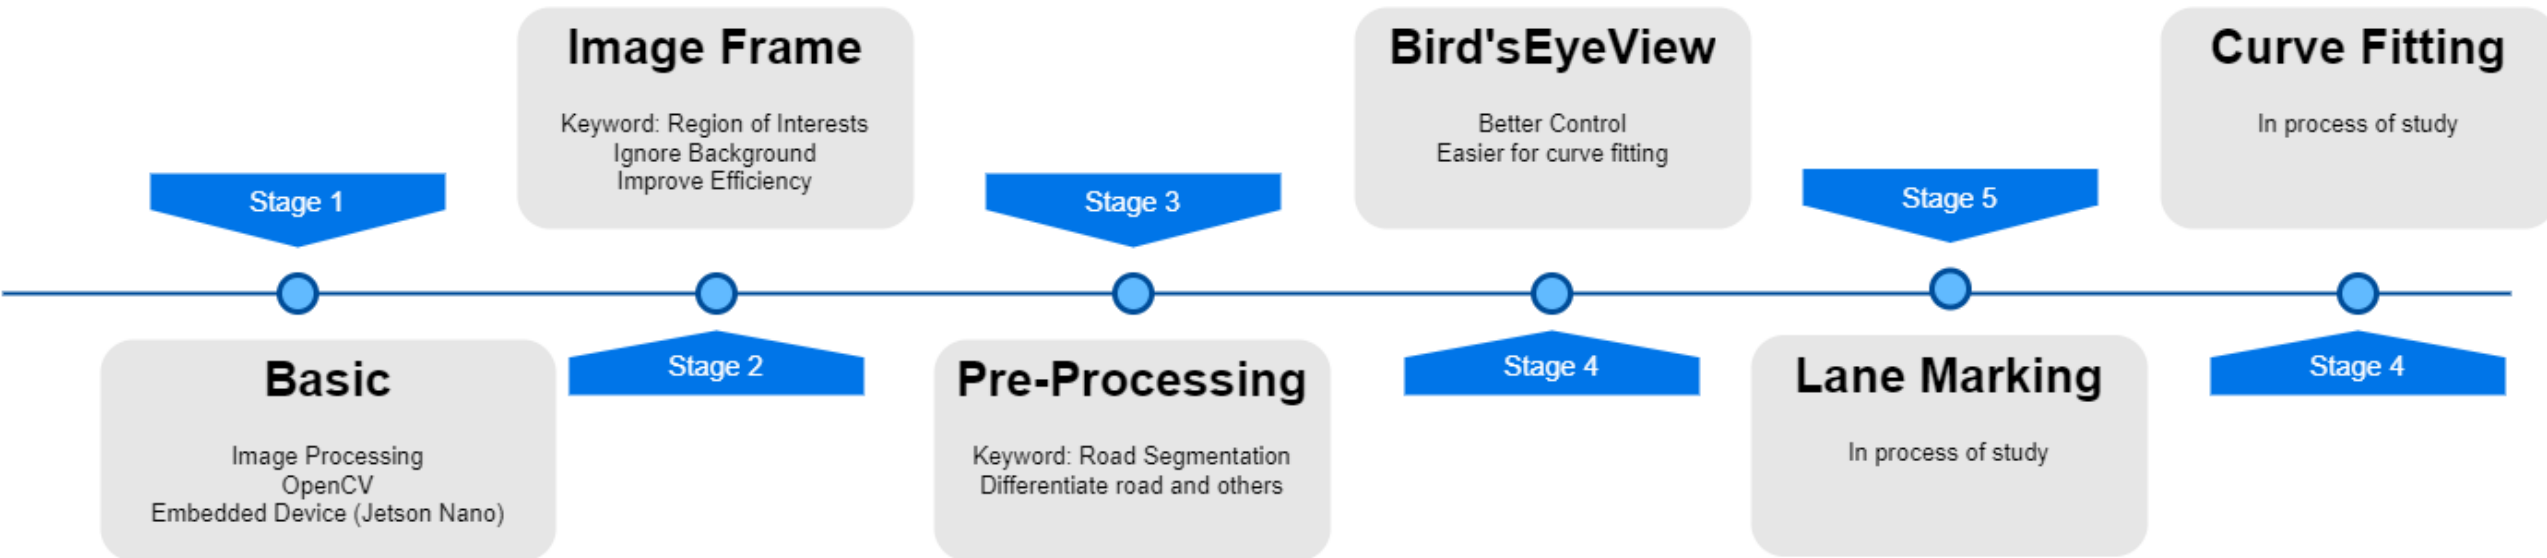 Stage 1
Basic
Image Processing
OpenCV
Embedded Device (Jetson Nano)
Image Frame
Keyword: Region of Interests
Ignore Background
Improve Efficiency
Stage 2
Stage 3
Pre-Processing
Keyword: Road Segmentation
Differentiate road and others
Bird'sEyeView
Better Control
Easier for curve fitting
Stage 4
Stage 5
Lane Marking
In process of study
Curve Fitting
In process of study
Stage 4